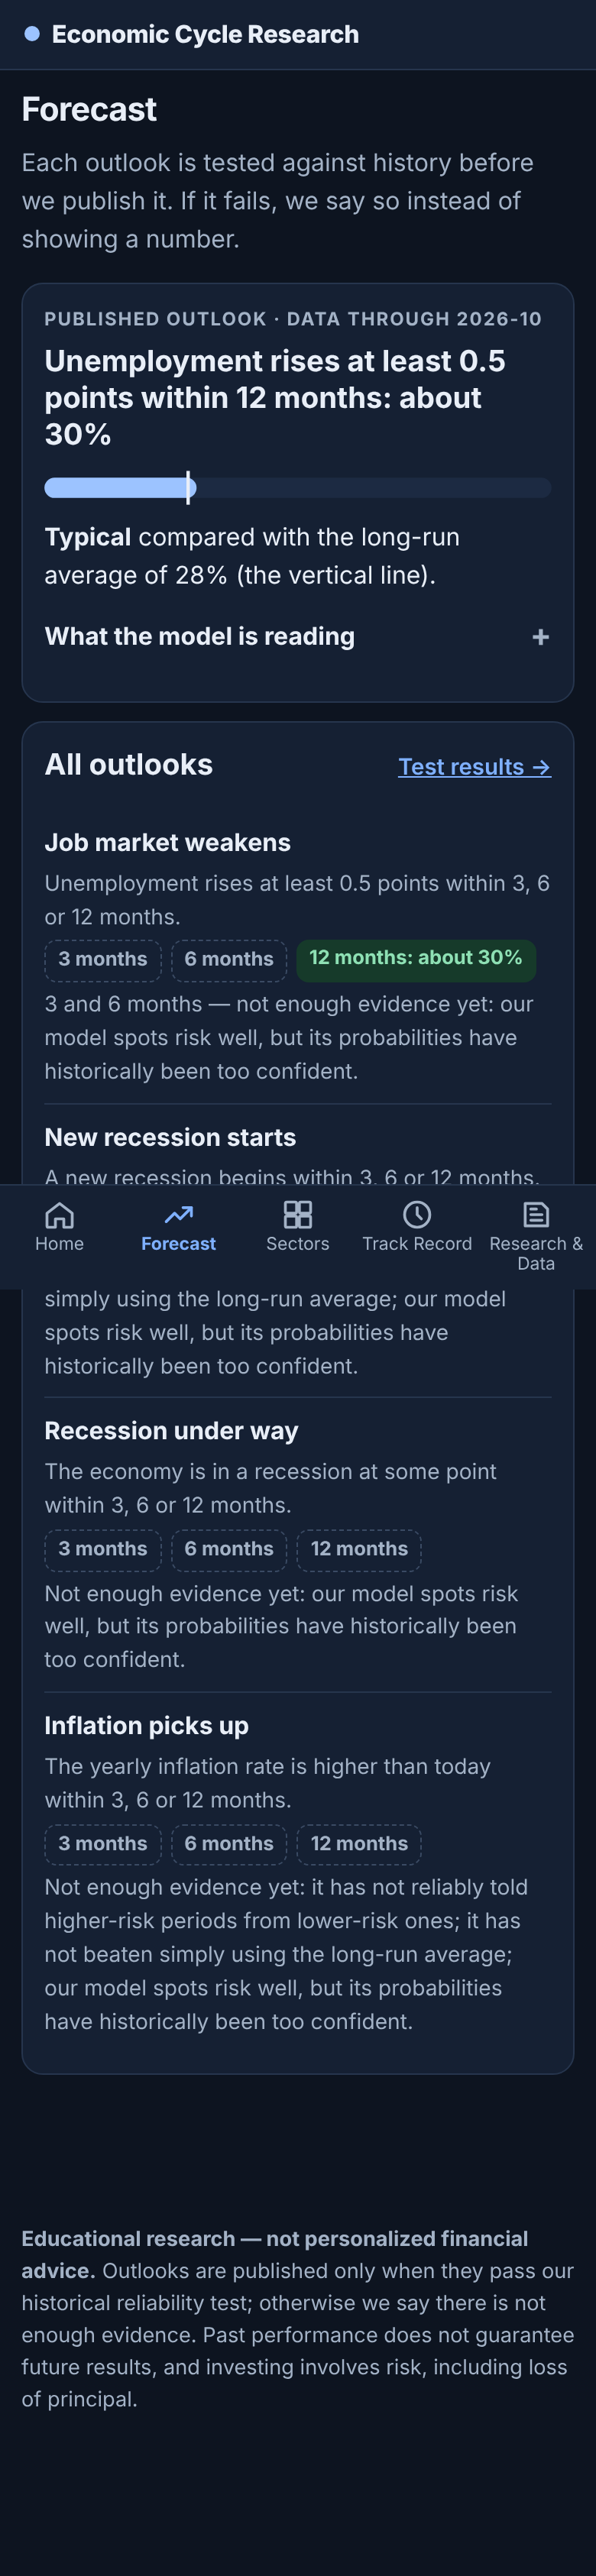 Economic Cycle Research
Forecast
Each outlook is tested against history before
we publish it. If it fails, we say so instead of
showing a number.
PUBLISHED OUTLOOK · DATA THROUGH 2026-10
Unemployment rises at least 0.5
points within 12 months: about
30%
Typical compared with the long-run
average of 28% (the vertical line).
What the model is reading +
All outlooks Test results →
Job market weakens
Unemployment rises at least 0.5 points within 3, 6
or 12 months.
3 months 6 months 12 months: about 30%
3 and 6 months — not enough evidence yet: our
model spots risk well, but its probabilities have
historically been too confident.
New recession starts
A new recession begins within 3, 6 or 12 months.
Home Forecast Sectors Track Record Research &
Data
simply using the long-run average; our model
spots risk well, but its probabilities have
historically been too confident.
Recession under way
The economy is in a recession at some point
within 3, 6 or 12 months.
3 months 6 months 12 months
Not enough evidence yet: our model spots risk
well, but its probabilities have historically been
too confident.
Inflation picks up
The yearly inflation rate is higher than today
within 3, 6 or 12 months.
3 months 6 months 12 months
Not enough evidence yet: it has not reliably told
higher-risk periods from lower-risk ones; it has
not beaten simply using the long-run average;
our model spots risk well, but its probabilities
have historically been too confident.
Educational research — not personalized financial
advice. Outlooks are published only when they pass our
historical reliability test; otherwise we say there is not
enough evidence. Past performance does not guarantee
future results, and investing involves risk, including loss
of principal.